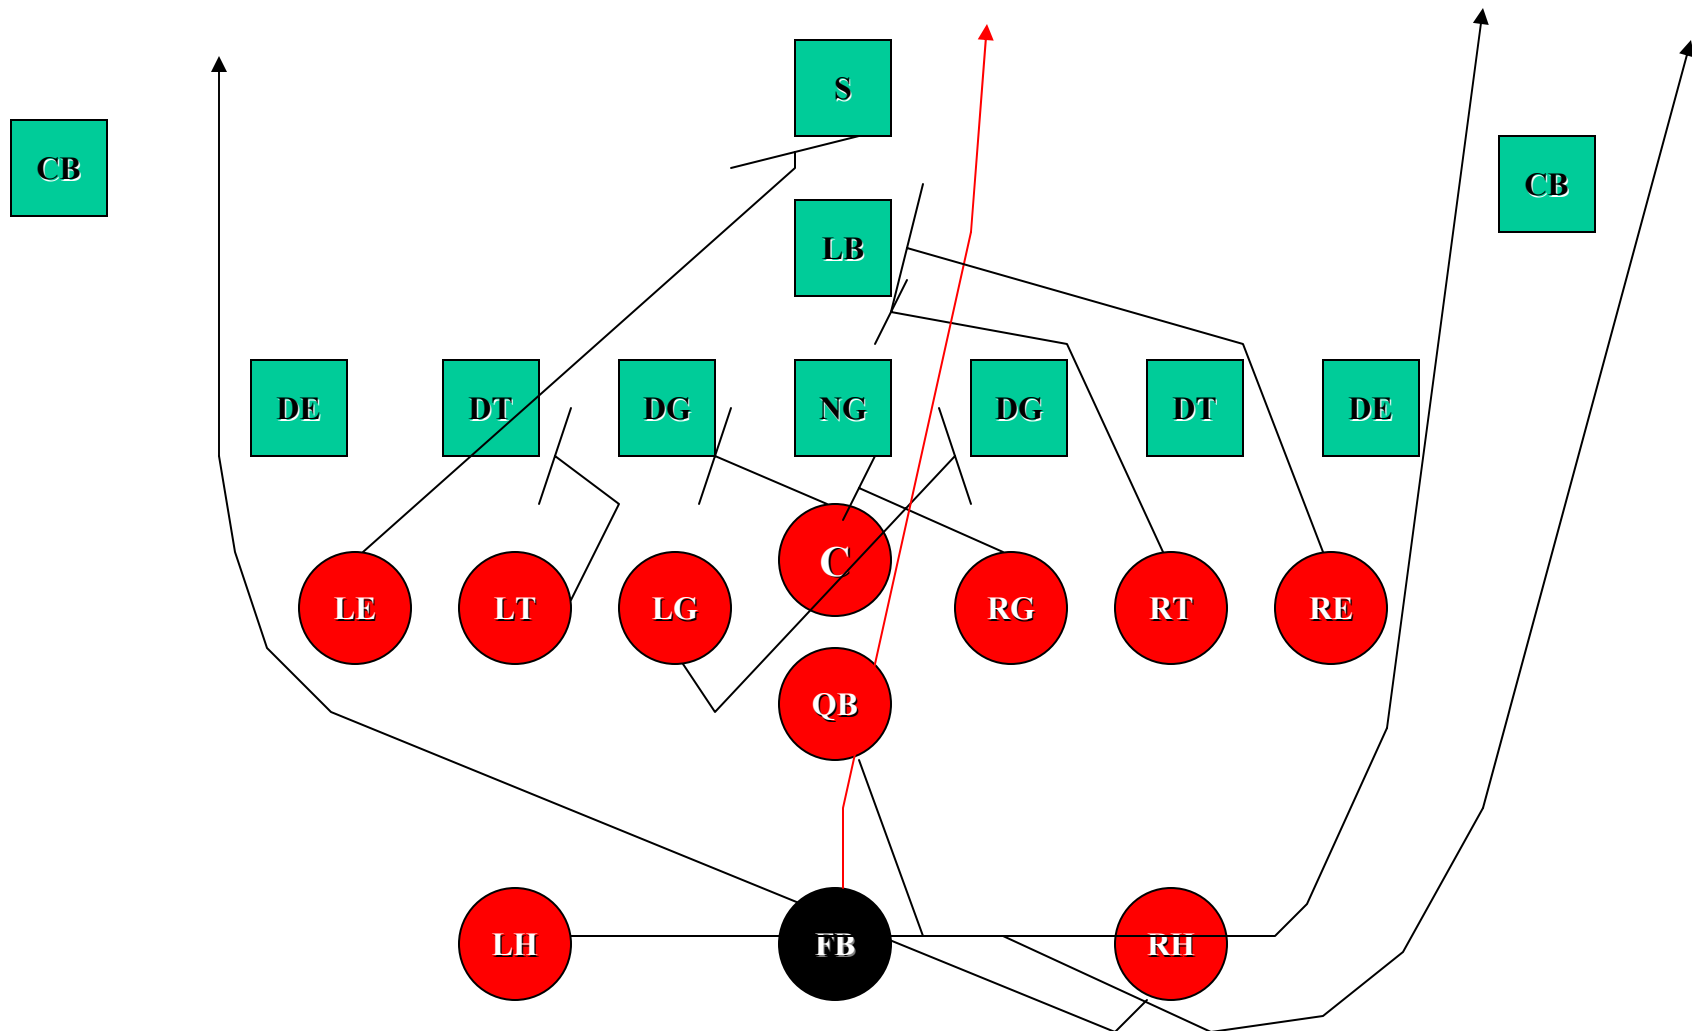 S
CB
CB
LB
DE
DT
DG
NG
DG
DT
DE
C
LE
LT
LG
RG
RT
RE
QB
LH
FB
RH